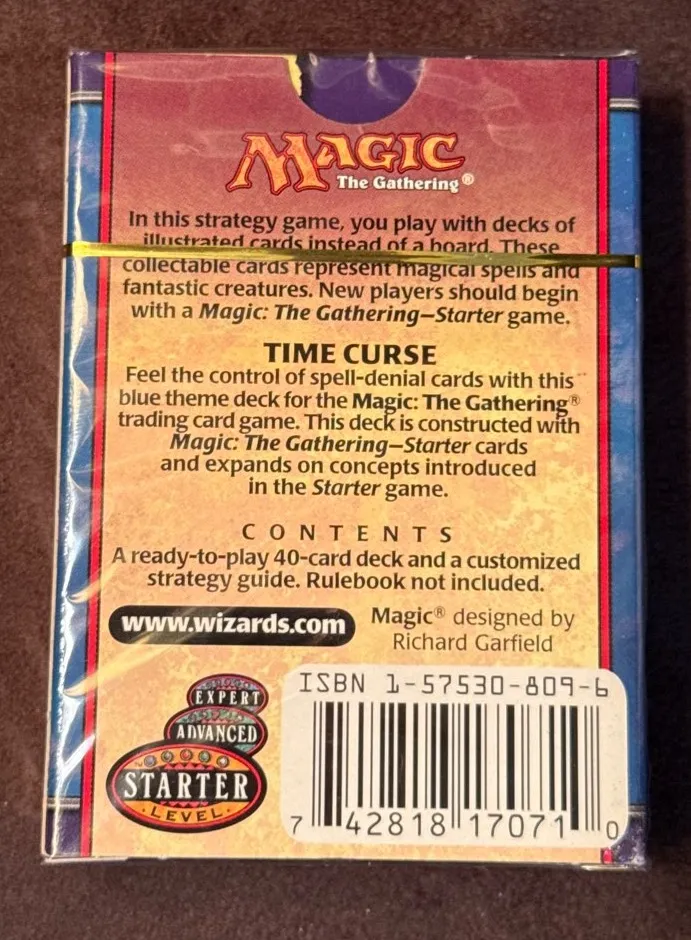 MAGIC
The Gathering®
In this strategy game, you play with decks of
illustrated cards instead of a board. These
collectable cards represent magical spells and
fantastic creatures. New players should begin
with a Magic: The Gathering—Starter game.
TIME CURSE
Feel the control of spell-denial cards with this
blue theme deck for the Magic: The Gathering®
trading card game. This deck is constructed with
Magic: The Gathering—Starter cards
and expands on concepts introduced
in the Starter game.
CONTENTS
A ready-to-play 40-card deck and a customized
strategy guide. Rulebook not included.
www.wizards.com
Magic® designed by
Richard Garfield
EXPERT
ADVANCED
STARTER
LEVEL
ISBN 1-57530-809-6
7 42818 17071 0